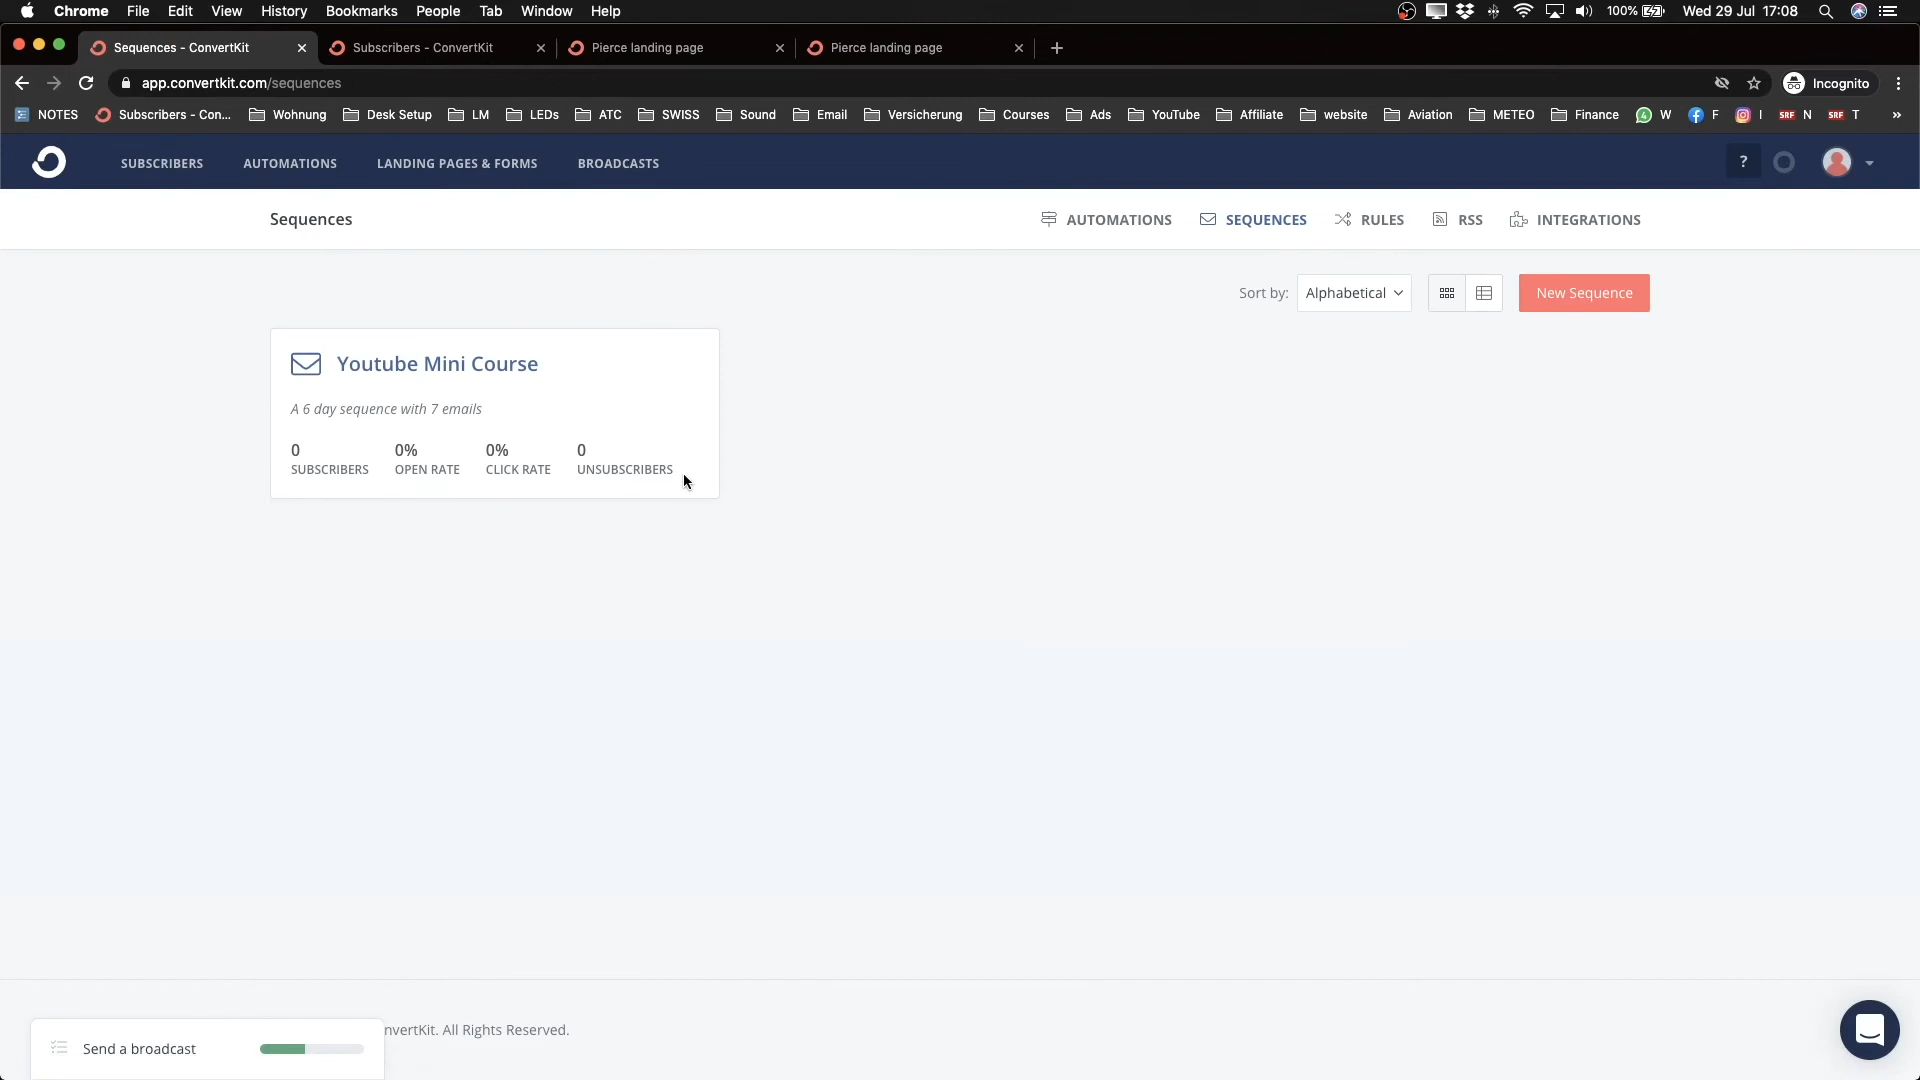 Chrome File Edit View History Bookmarks People Tab Window Help 100% Wed 29 Jul 17:08
Sequences - ConvertKit Subscribers - ConvertKit Pierce landing page Pierce landing page
app.convertkit.com/sequences Incognito
NOTES Subscribers - Con... Wohnung Desk Setup LM LEDs ATC SWISS Sound Email Versicherung Courses Ads YouTube Affiliate website Aviation METEO Finance 4 W F I SRF N SRF T »
SUBSCRIBERS AUTOMATIONS LANDING PAGES & FORMS BROADCASTS ?
Sequences AUTOMATIONS SEQUENCES RULES RSS INTEGRATIONS
Sort by: Alphabetical New Sequence
Youtube Mini Course
A 6 day sequence with 7 emails
0 0% 0% 0
SUBSCRIBERS OPEN RATE CLICK RATE UNSUBSCRIBERS
nvertKit. All Rights Reserved.
Send a broadcast